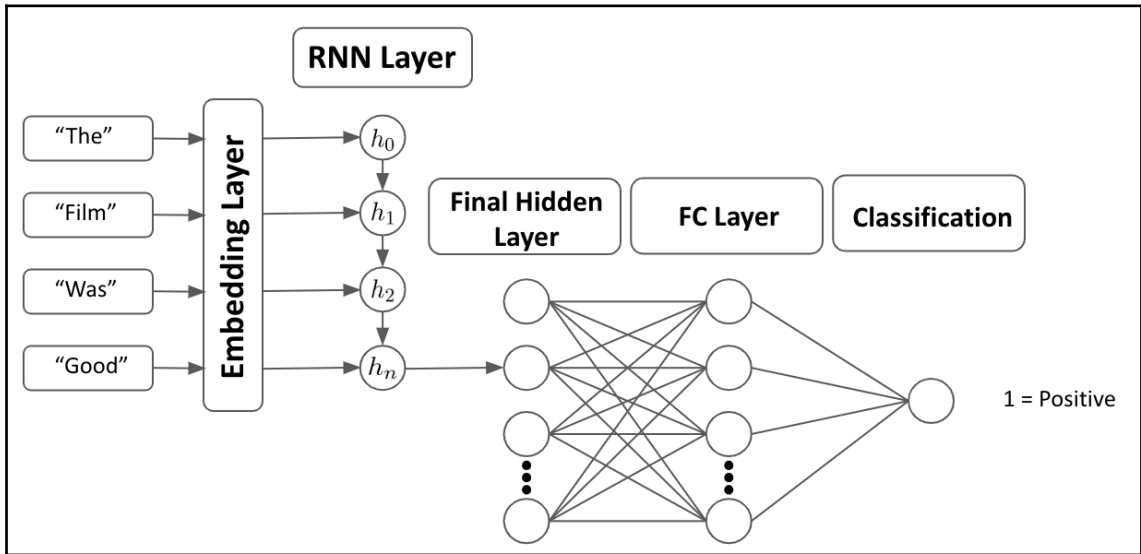 RNN Layer
“The”
“Film”
“Was”
“Good”
Embedding Layer
h₀
h₁
h₂
hₙ
Final Hidden
Layer
FC Layer
Classification
1 = Positive